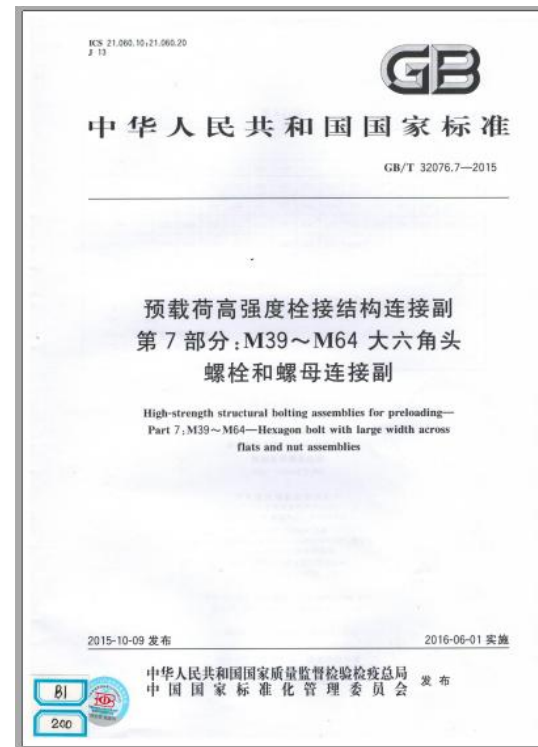 ICS 21.060.10;21.060.20
J 13
GB
中华人民共和国国家标准
GB/T 32076.7—2015
预载荷高强度栓接结构连接副
第7部分:M39～M64 大六角头
螺栓和螺母连接副
High-strength structural bolting assemblies for preloading—
Part 7:M39～M64—Hexagon bolt with large width across
flats and nut assemblies
2015-10-09 发布
2016-06-01 实施
中华人民共和国国家质量监督检验检疫总局
中国国家标准化管理委员会
发布
B1
200